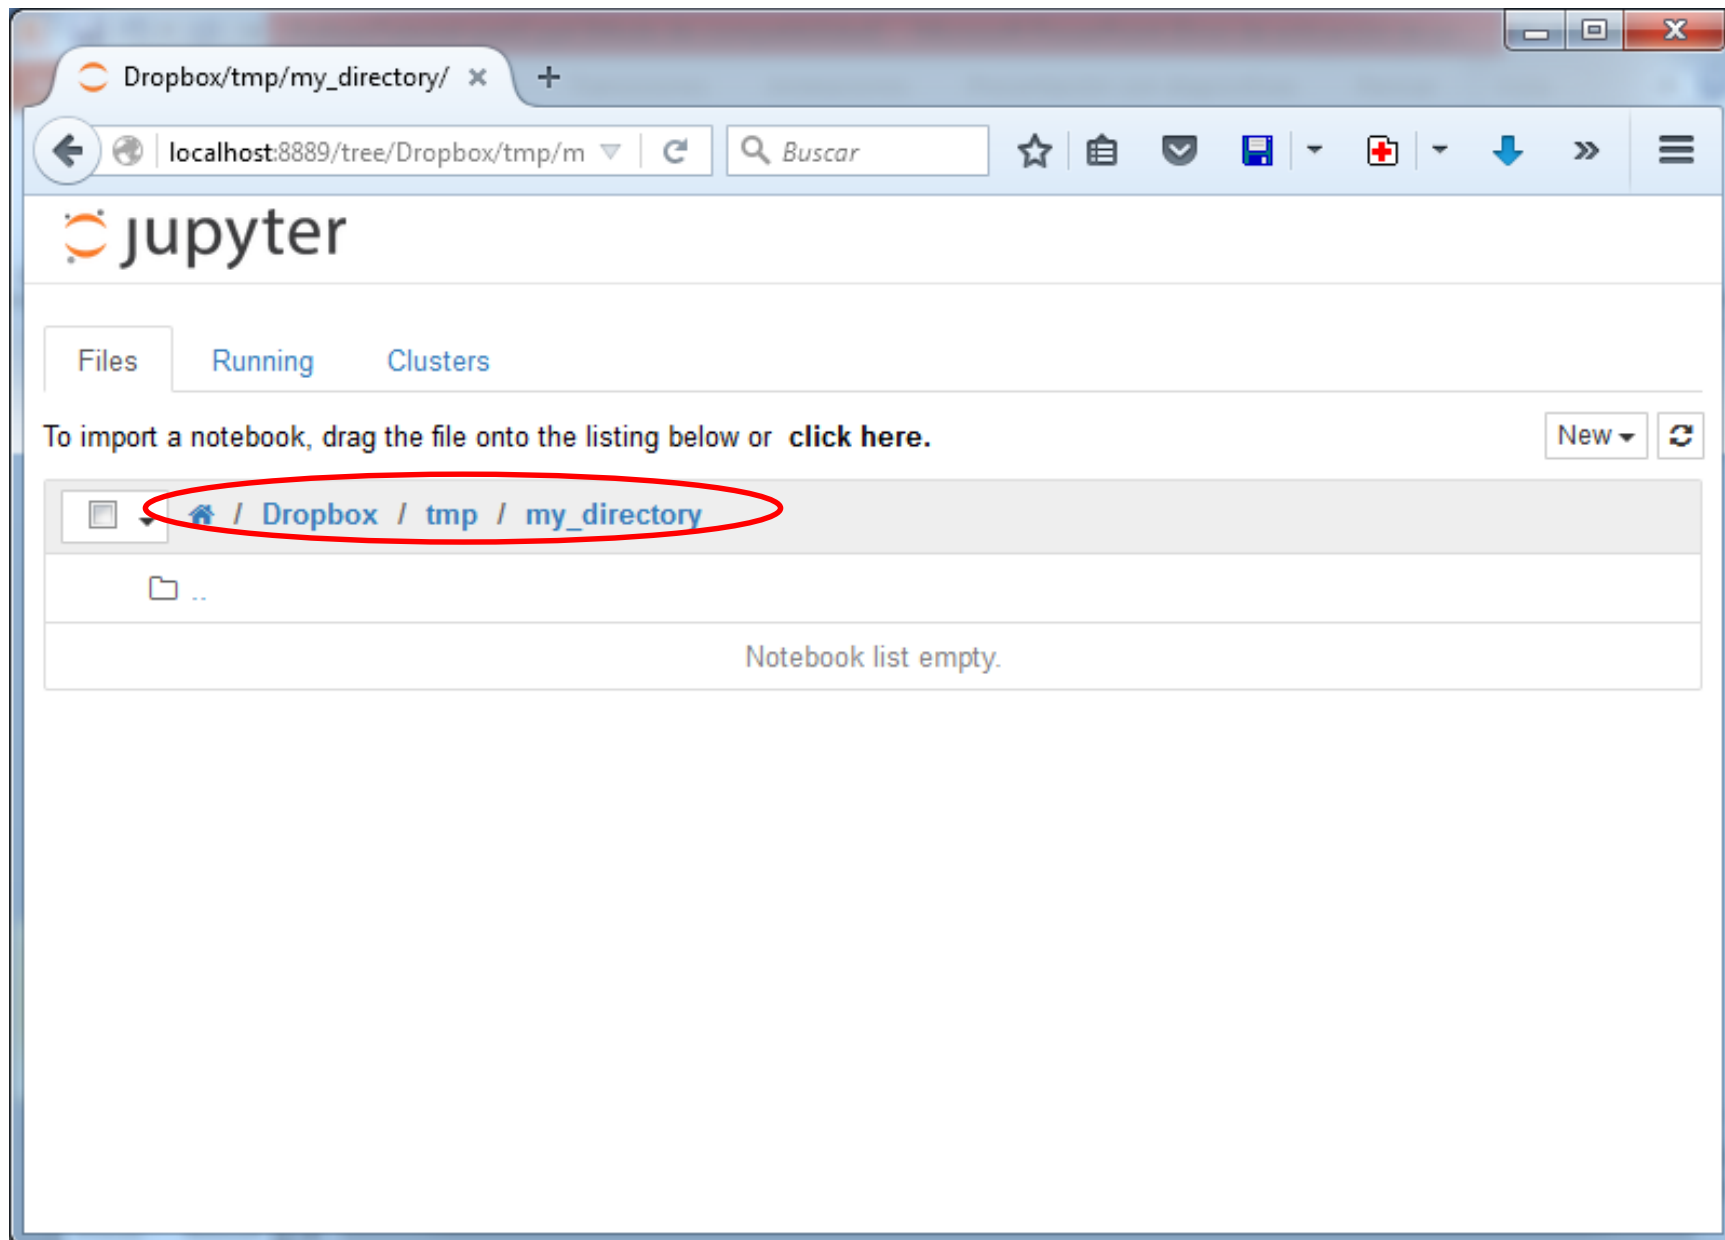 Dropbox/tmp/my_directory/
localhost:8889/tree/Dropbox/tmp/m
Buscar
jupyter
Files Running Clusters
To import a notebook, drag the file onto the listing below or click here.
New
/ Dropbox / tmp / my_directory
..
Notebook list empty.